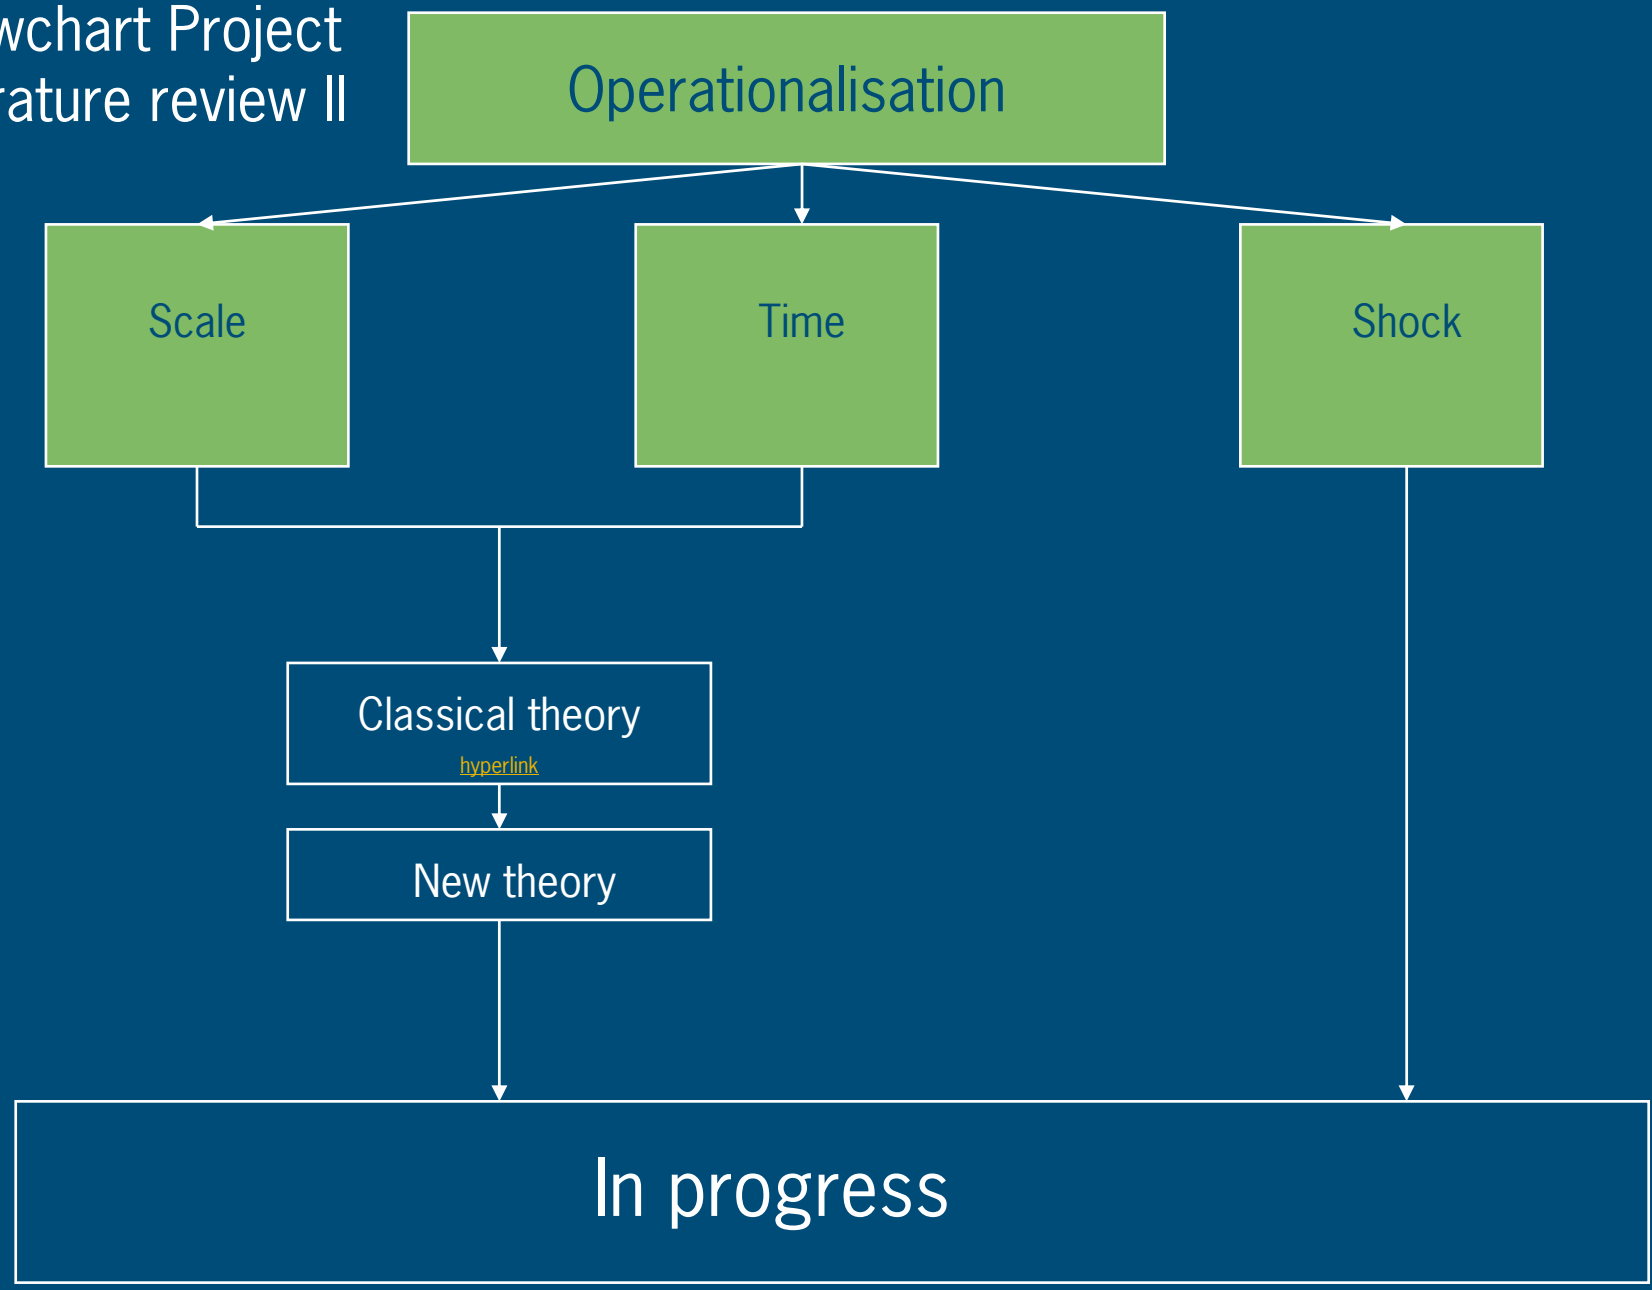 wchart Project
rature review II
Operationalisation
Scale
Time
Shock
Classical theory
hyperlink
New theory
In progress